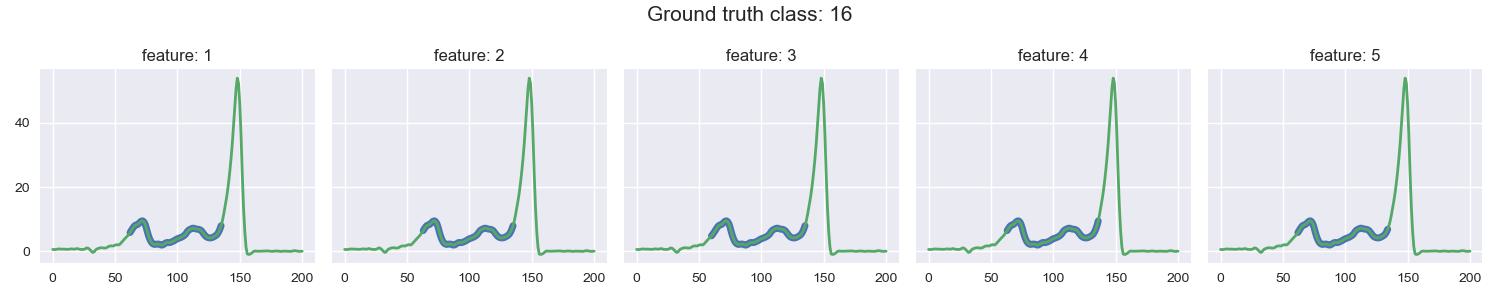 Ground truth class: 16
feature: 1 feature: 2 feature: 3 feature: 4 feature: 5
40
20
0
0 50 100 150 200 0 50 100 150 200 0 50 100 150 200 0 50 100 150 200 0 50 100 150 200